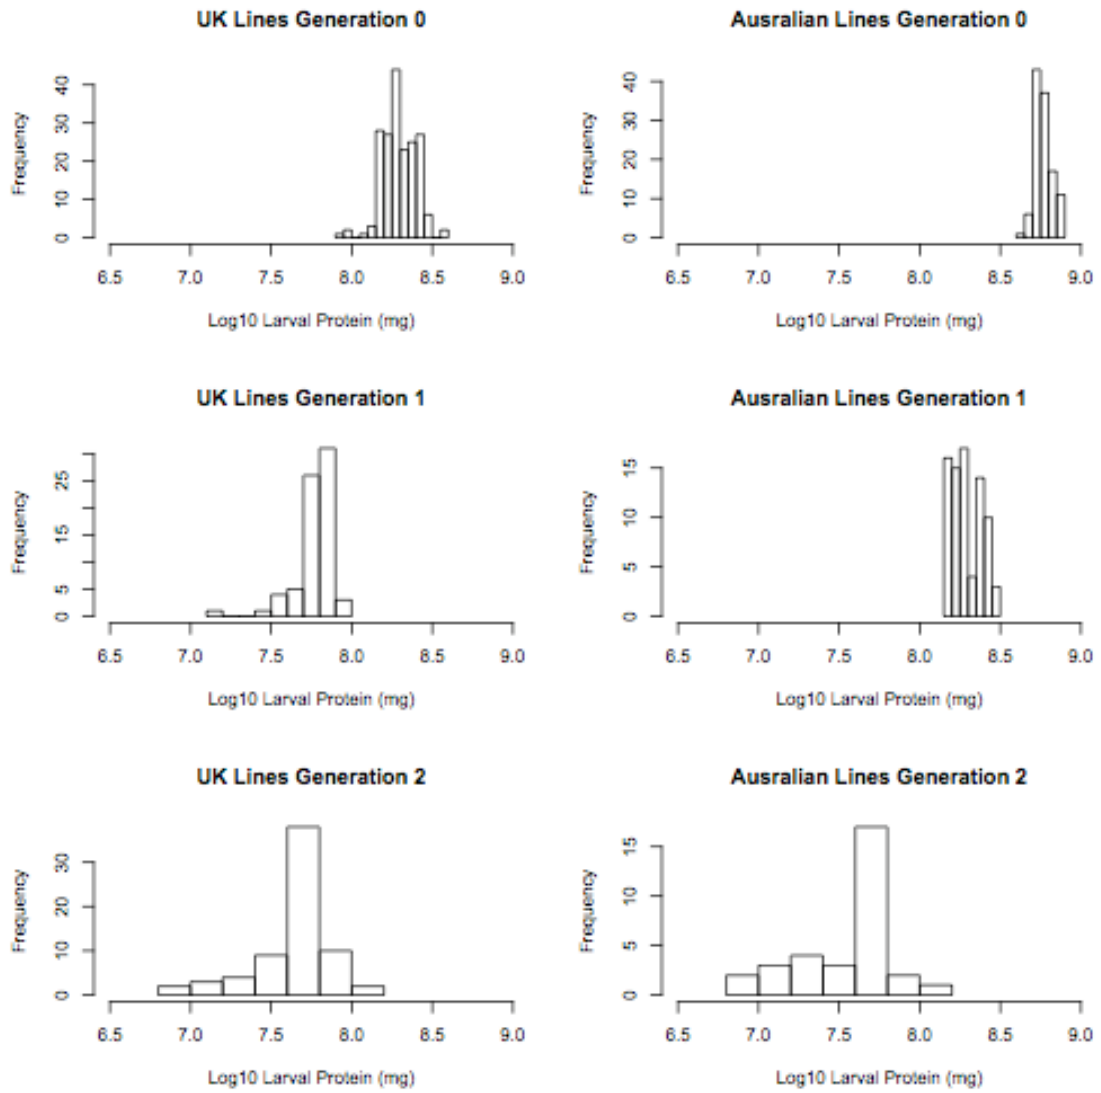 UK Lines Generation 0
Ausralian Lines Generation 0
Frequency
0 10 20 30 40
6.5 7.0 7.5 8.0 8.5 9.0
Log10 Larval Protein (mg)
Frequency
0 10 20 30 40
6.5 7.0 7.5 8.0 8.5 9.0
Log10 Larval Protein (mg)
UK Lines Generation 1
Ausralian Lines Generation 1
Frequency
0 5 15 25
6.5 7.0 7.5 8.0 8.5 9.0
Log10 Larval Protein (mg)
Frequency
0 5 10 15
6.5 7.0 7.5 8.0 8.5 9.0
Log10 Larval Protein (mg)
UK Lines Generation 2
Ausralian Lines Generation 2
Frequency
0 10 20 30
6.5 7.0 7.5 8.0 8.5 9.0
Log10 Larval Protein (mg)
Frequency
0 5 10 15
6.5 7.0 7.5 8.0 8.5 9.0
Log10 Larval Protein (mg)